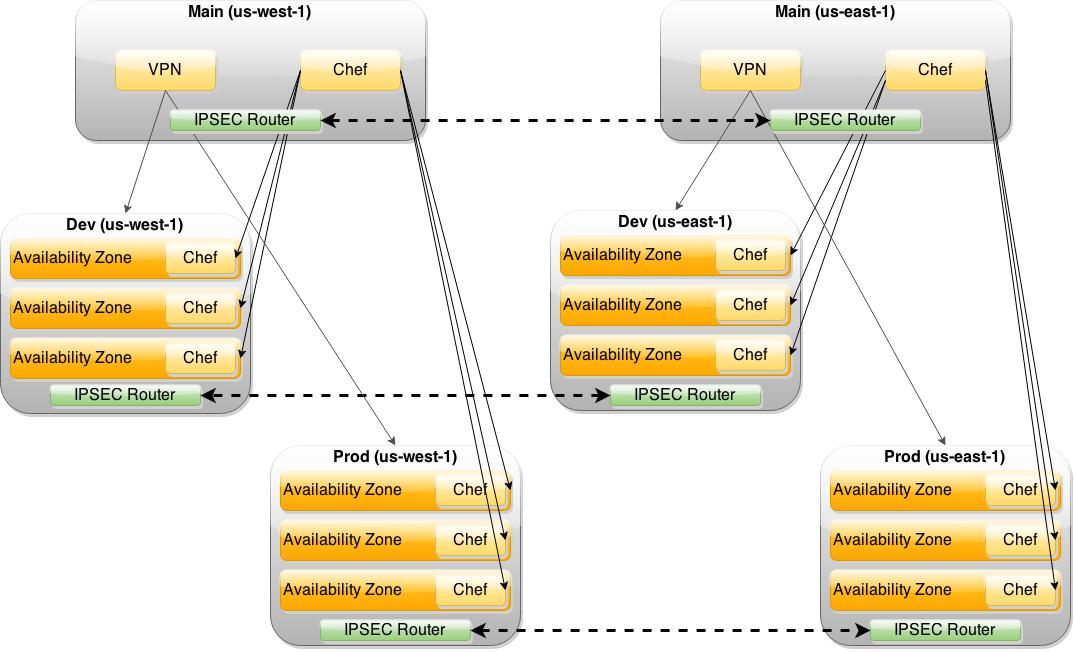 Main (us-west-1)
VPN
Chef
IPSEC Router
Main (us-east-1)
VPN
Chef
IPSEC Router
Dev (us-west-1)
Availability Zone Chef
Availability Zone Chef
Availability Zone Chef
IPSEC Router
Dev (us-east-1)
Availability Zone Chef
Availability Zone Chef
Availability Zone Chef
IPSEC Router
Prod (us-west-1)
Availability Zone Chef
Availability Zone Chef
Availability Zone Chef
IPSEC Router
Prod (us-east-1)
Availability Zone Chef
Availability Zone Chef
Availability Zone Chef
IPSEC Router